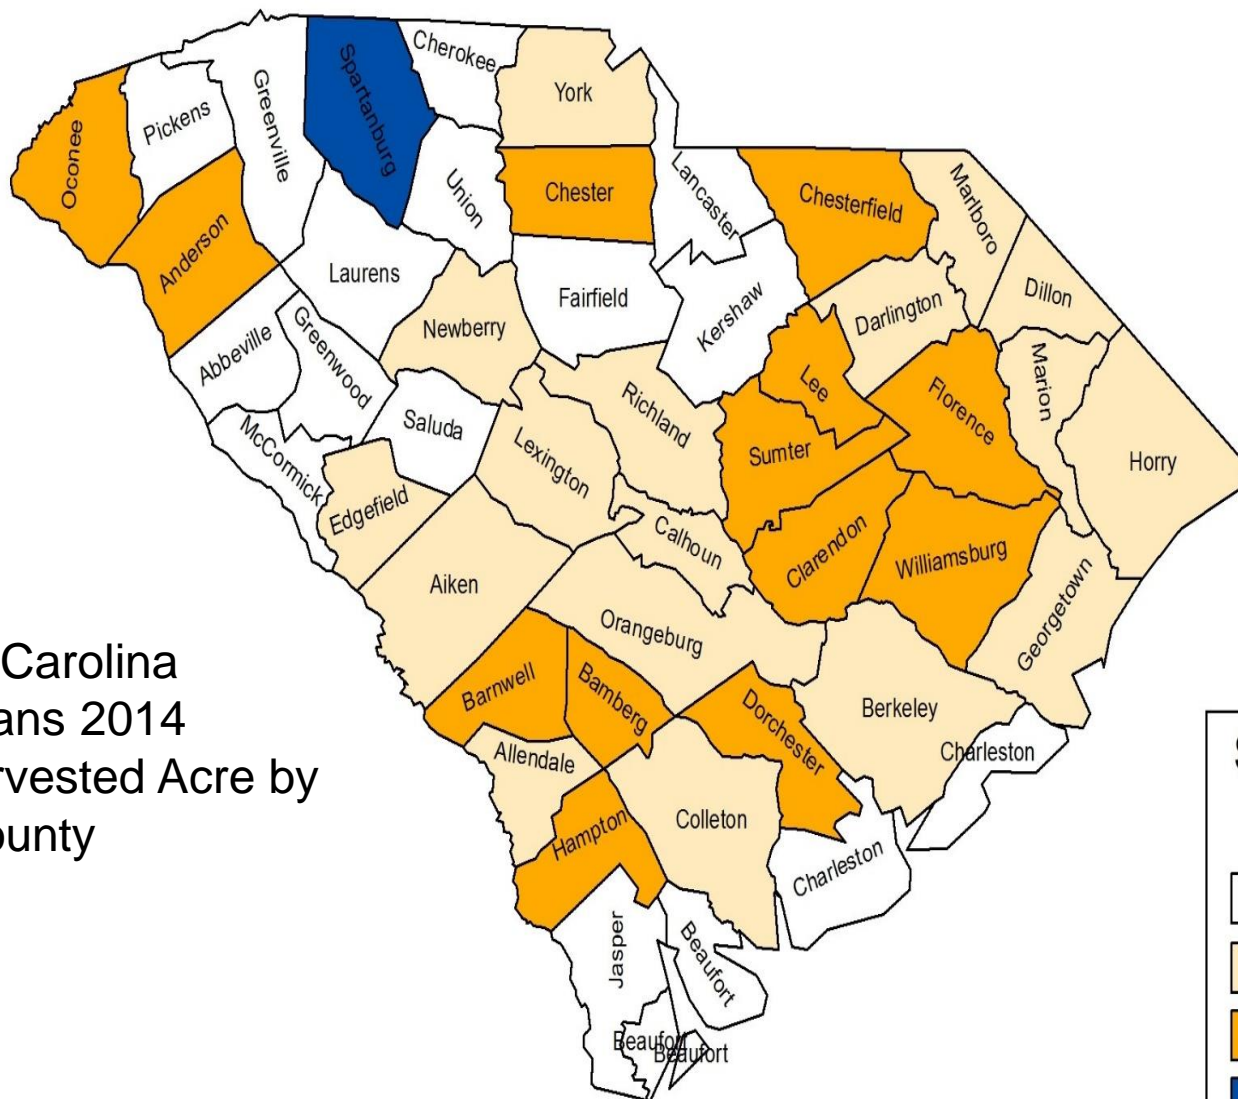 Cherokee
York
Spartanburg
Greenville
Pickens
Oconee
Union
Chester
Lancaster
Chesterfield
Marlboro
Anderson
Laurens
Fairfield
Kershaw
Darlington
Dillon
Newberry
Abbeville
Greenwood
Lee
Marion
Richland
Florence
Saluda
McCormick
Lexington
Sumter
Horry
Edgefield
Calhoun
Clarendon
Williamsburg
Aiken
Orangeburg
Georgetown
Barnwell
Bamberg
Dorchester
Berkeley
Charleston
Allendale
Colleton
Hampton
Charleston
Jasper
Beaufort
Beaufort
Beaufort
Carolina
ans 2014
rvested Acre by
ounty